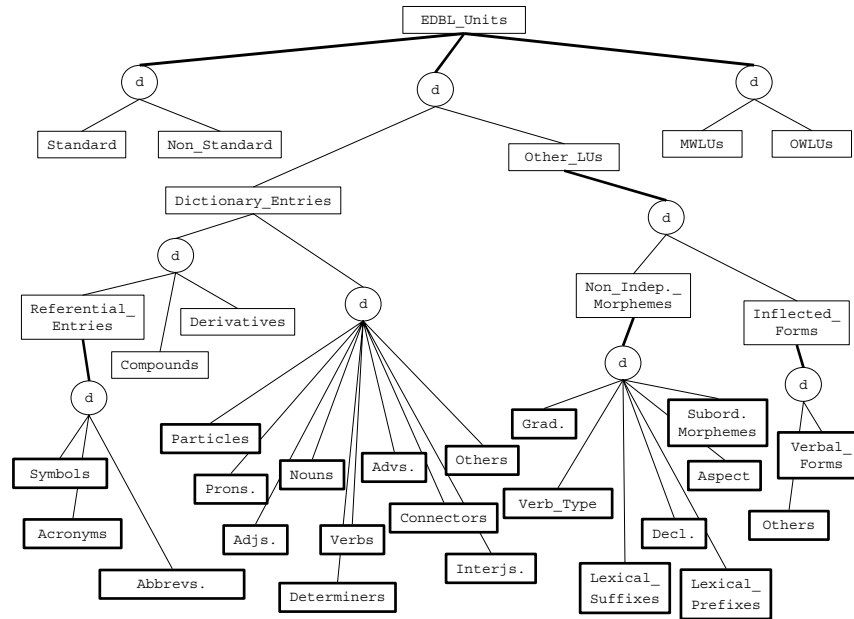 EDBL_Units
d
d
d
Standard
Non_Standard
MWLUs
OWLUs
Other_LUs
Dictionary_Entries
d
d
Non_Indep._
Morphemes
Inflected_
Forms
Referential_
Entries
Derivatives
d
Compounds
d
d
d
Particles
Grad.
Subord.
Morphemes
Symbols
Prons.
Nouns
Advs.
Others
Verbal_
Forms
Aspect
Verb_Type
Connectors
Others
Acronyms
Adjs.
Verbs
Decl.
Abbrevs.
Interjs.
Determiners
Lexical_
Suffixes
Lexical_
Prefixes